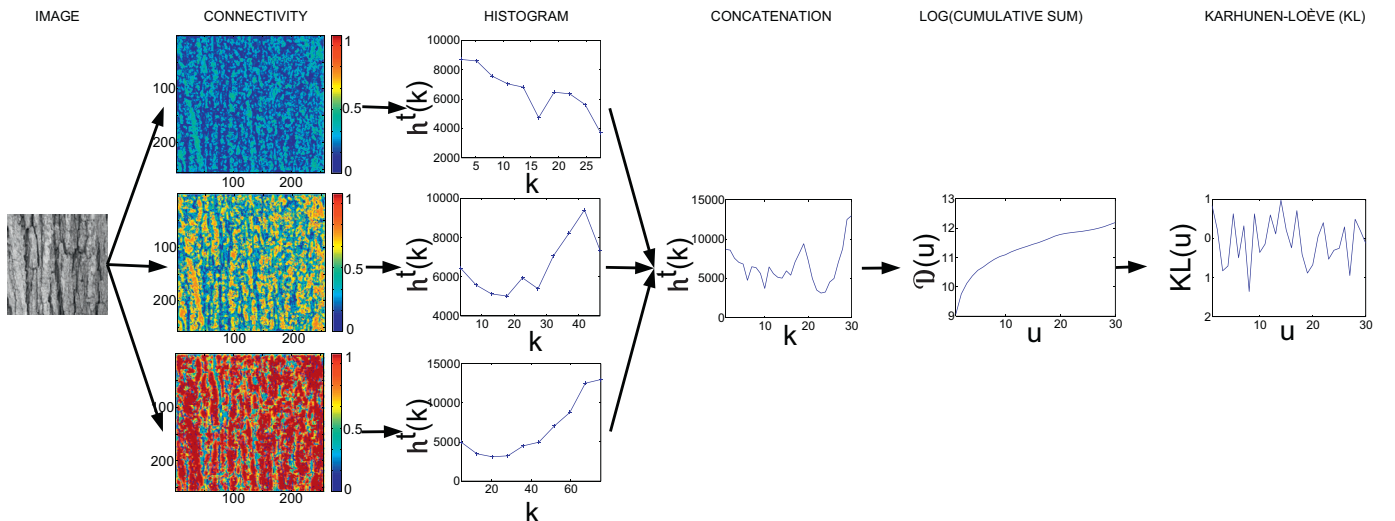 IMAGE
CONNECTIVITY
HISTOGRAM
CONCATENATION
LOG(CUMULATIVE SUM)
KARHUNEN-LOÈVE (KL)
100
200
100 200
1
0.5
0
10000
8000
6000
4000
2000
5 10 15 20 25
h^t(k)
k
100
200
100 200
1
0.5
0
10000
8000
6000
4000
10 20 30 40
h^t(k)
k
100
200
100 200
1
0.5
0
15000
10000
5000
0
20 40 60
h^t(k)
k
15000
10000
5000
0
10 20 30
h^t(k)
k
13
12
11
10
9
10 20 30
𝔇(u)
u
1
0
1
2
10 20 30
KL(u)
u